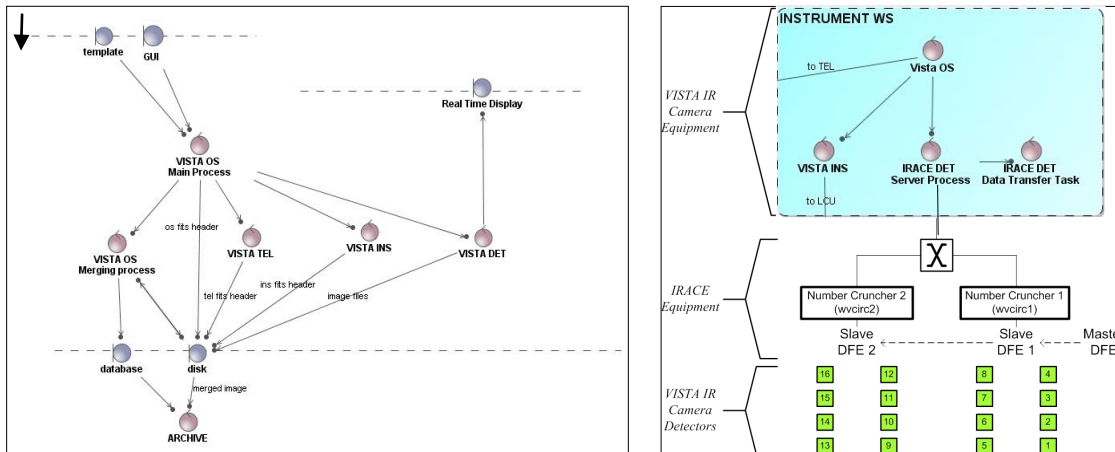 template
GUI
Real Time Display
VISTA OS
Main Process
os fits header
VISTA OS
Merging process
VISTA TEL
VISTA INS
VISTA DET
tel fits header
ins fits header
image files
database
disk
merged image
ARCHIVE
INSTRUMENT WS
to TEL
Vista OS
VISTA IR
Camera
Equipment
VISTA INS
IRACE DET
Server Process
IRACE DET
Data Transfer Task
to LCU
IRACE
Equipment
Number Cruncher 2
(wvcirc2)
Number Cruncher 1
(wvcirc1)
Slave
DFE 2
Slave
DFE 1
Maste
DFE
VISTA IR
Camera
Detectors
16 12 8 4
15 11 7 3
14 10 6 2
13 9 5 1